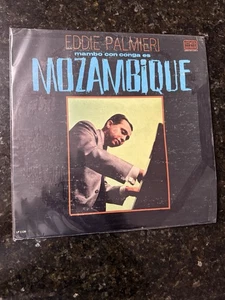 EDDIE PALMIERI
mambo con conga es
MOZAMBIQUE